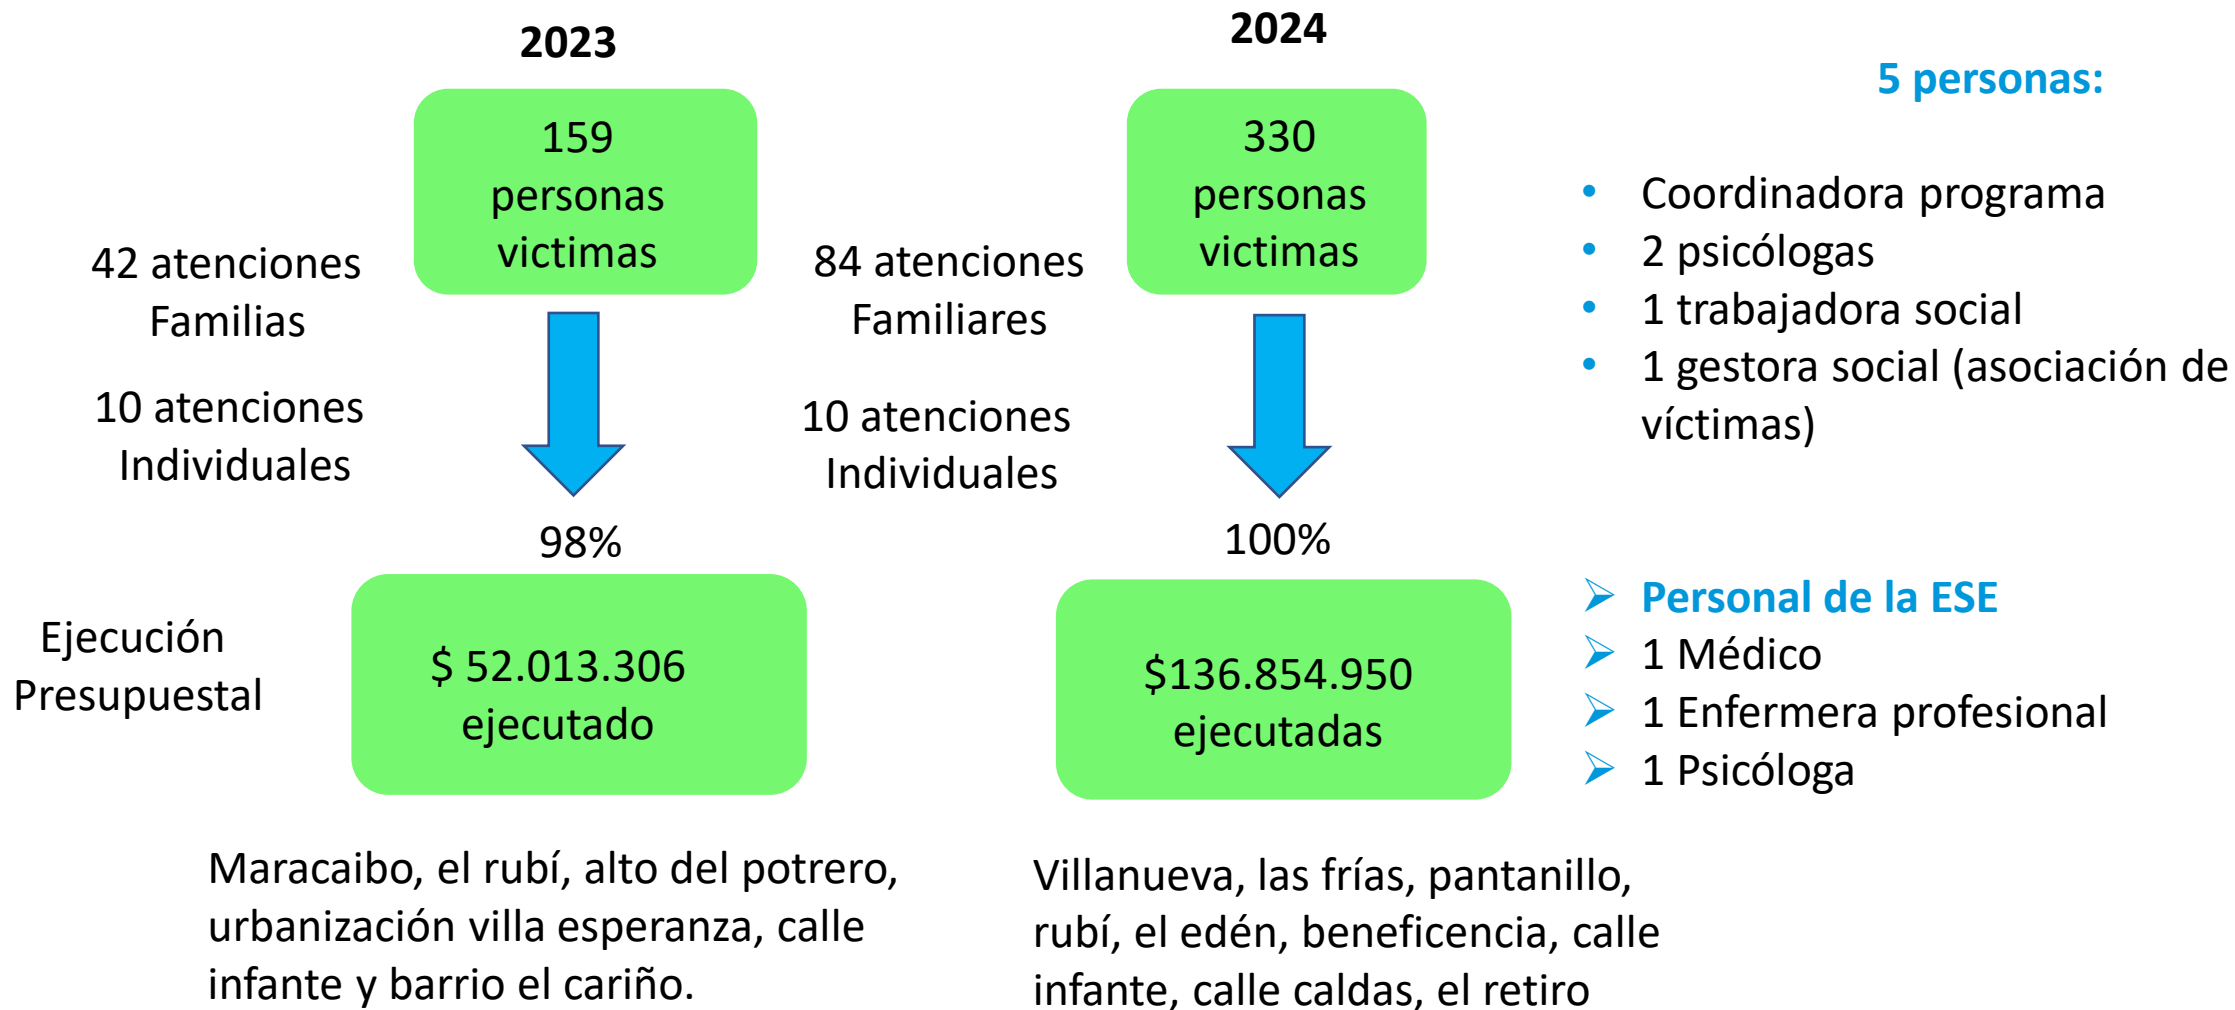 2023
159
personas
victimas
42 atenciones
Familias
10 atenciones
Individuales
98%
Ejecución
Presupuestal
$ 52.013.306
ejecutado
Maracaibo, el rubí, alto del potrero,
urbanización villa esperanza, calle
infante y barrio el cariño.
2024
330
personas
victimas
84 atenciones
Familiares
10 atenciones
Individuales
100%
$136.854.950
ejecutadas
Villanueva, las frías, pantanillo,
rubí, el edén, beneficencia, calle
infante, calle caldas, el retiro
5 personas:
• Coordinadora programa
• 2 psicólogas
• 1 trabajadora social
• 1 gestora social (asociación de
víctimas)
➢ Personal de la ESE
➢ 1 Médico
➢ 1 Enfermera profesional
➢ 1 Psicóloga